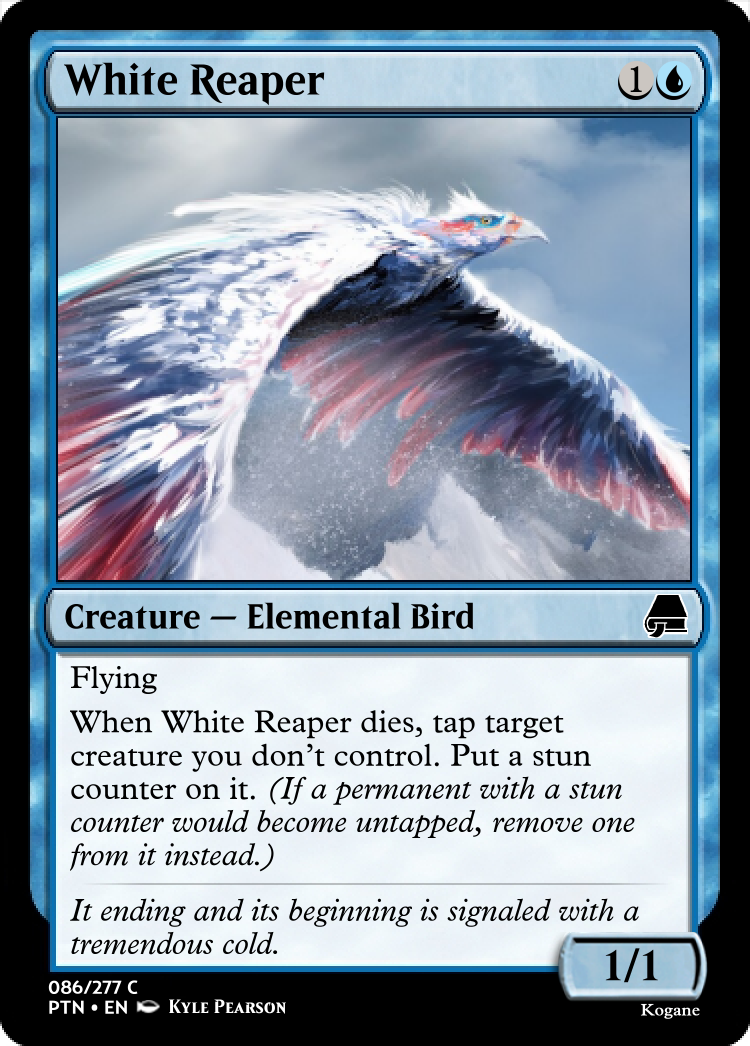 White Reaper 1
Creature — Elemental Bird
Flying
When White Reaper dies, tap target
creature you don't control. Put a stun
counter on it. (If a permanent with a stun
counter would become untapped, remove one
from it instead.)
It ending and its beginning is signaled with a
tremendous cold.
1/1
086/277 C
PTN • EN Kyle Pearson
Kogane